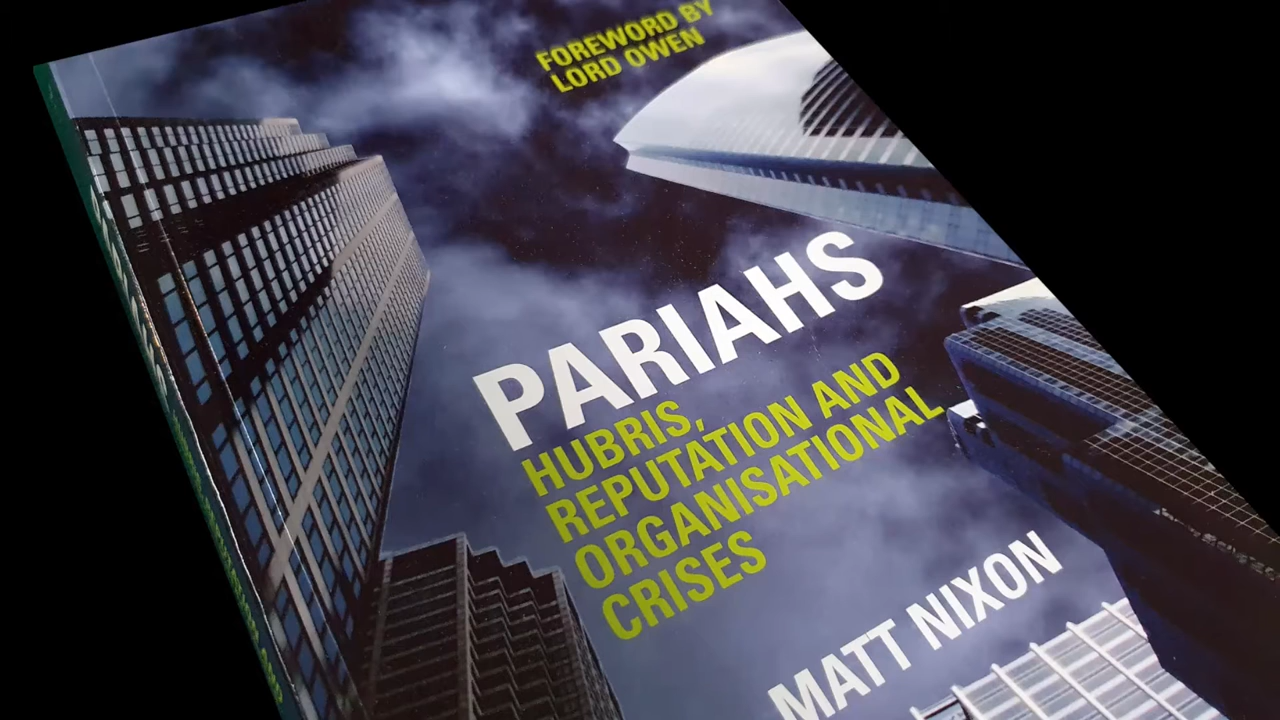 FOREWORD BY
LORD OWEN
PARIAHS
HUBRIS,
REPUTATION AND
ORGANISATIONAL
CRISES
MATT NIXON